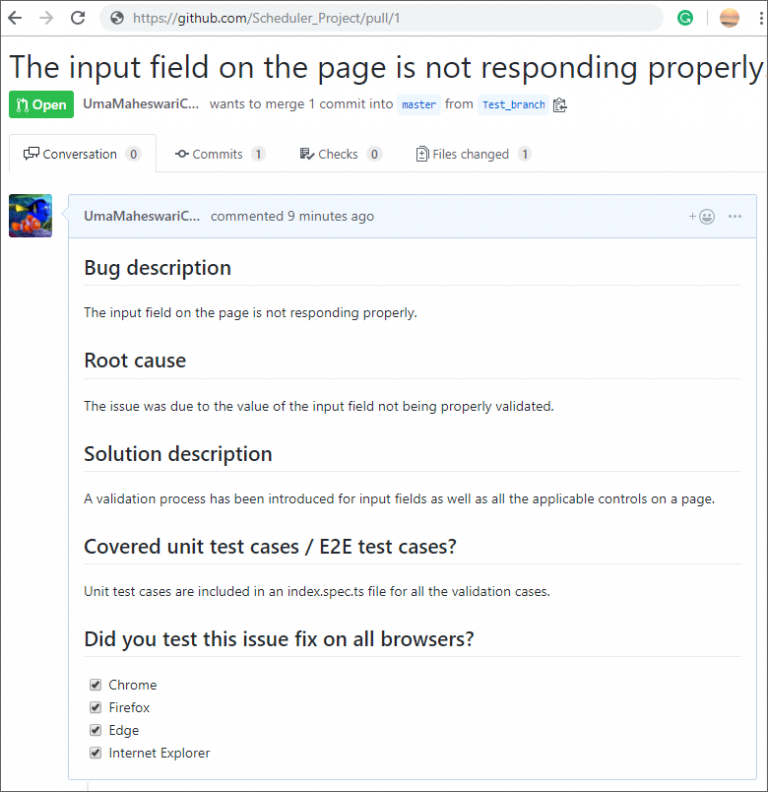 https://github.com/Scheduler_Project/pull/1
The input field on the page is not responding properly
Open UmaMaheswariC... wants to merge 1 commit into master from Test_branch
Conversation 0 Commits 1 Checks 0 Files changed 1
UmaMaheswariC... commented 9 minutes ago
Bug description
The input field on the page is not responding properly.
Root cause
The issue was due to the value of the input field not being properly validated.
Solution description
A validation process has been introduced for input fields as well as all the applicable controls on a page.
Covered unit test cases / E2E test cases?
Unit test cases are included in an index.spec.ts file for all the validation cases.
Did you test this issue fix on all browsers?
Chrome
Firefox
Edge
Internet Explorer